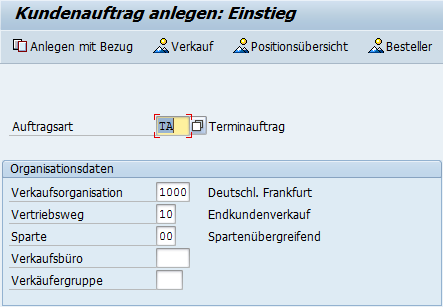 Kundenauftrag anlegen: Einstieg
Anlegen mit Bezug Verkauf Positionsübersicht Besteller
Auftragsart TA Terminauftrag
Organisationsdaten
Verkaufsorganisation 1000 Deutschl. Frankfurt
Vertriebsweg 10 Endkundenverkauf
Sparte 00 Spartenübergreifend
Verkaufsbüro
Verkäufergruppe